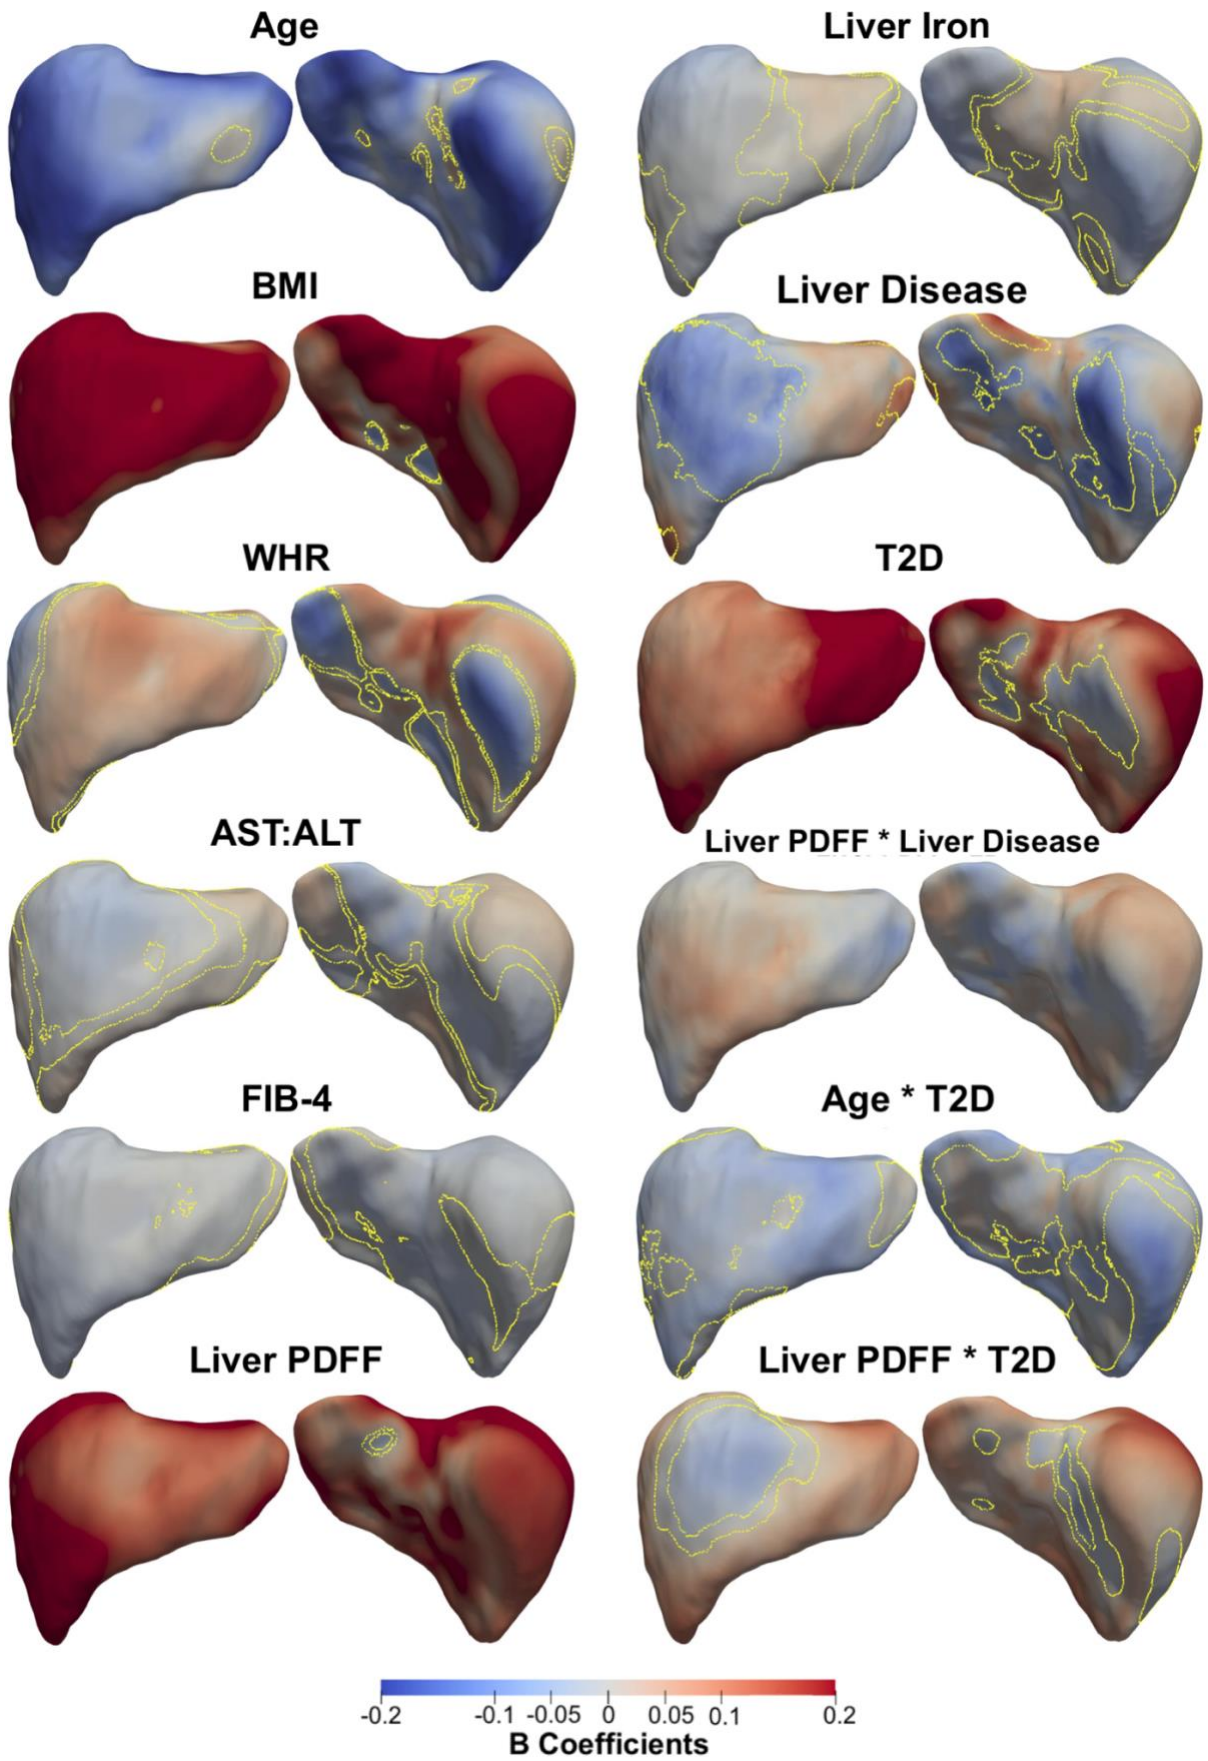 Age
Liver Iron
BMI
Liver Disease
WHR
T2D
AST:ALT
Liver PDFF * Liver Disease
FIB-4
Age * T2D
Liver PDFF
Liver PDFF * T2D
-0.2 -0.1 -0.05 0 0.05 0.1 0.2
B Coefficients